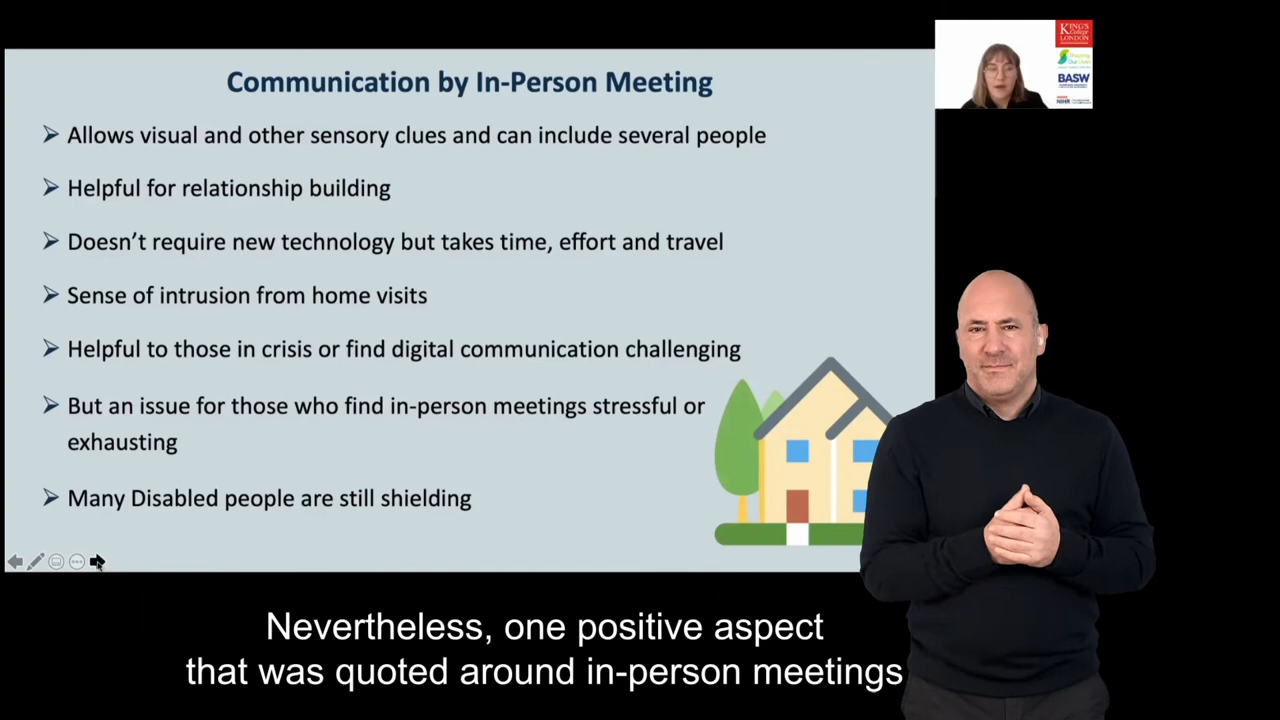 Communication by In-Person Meeting
KING'S
College
LONDON
Shaping
Our Lives
BASW
NIHR
➢ Allows visual and other sensory clues and can include several people
➢ Helpful for relationship building
➢ Doesn't require new technology but takes time, effort and travel
➢ Sense of intrusion from home visits
➢ Helpful to those in crisis or find digital communication challenging
➢ But an issue for those who find in-person meetings stressful or
exhausting
➢ Many Disabled people are still shielding
Nevertheless, one positive aspect
that was quoted around in-person meetings